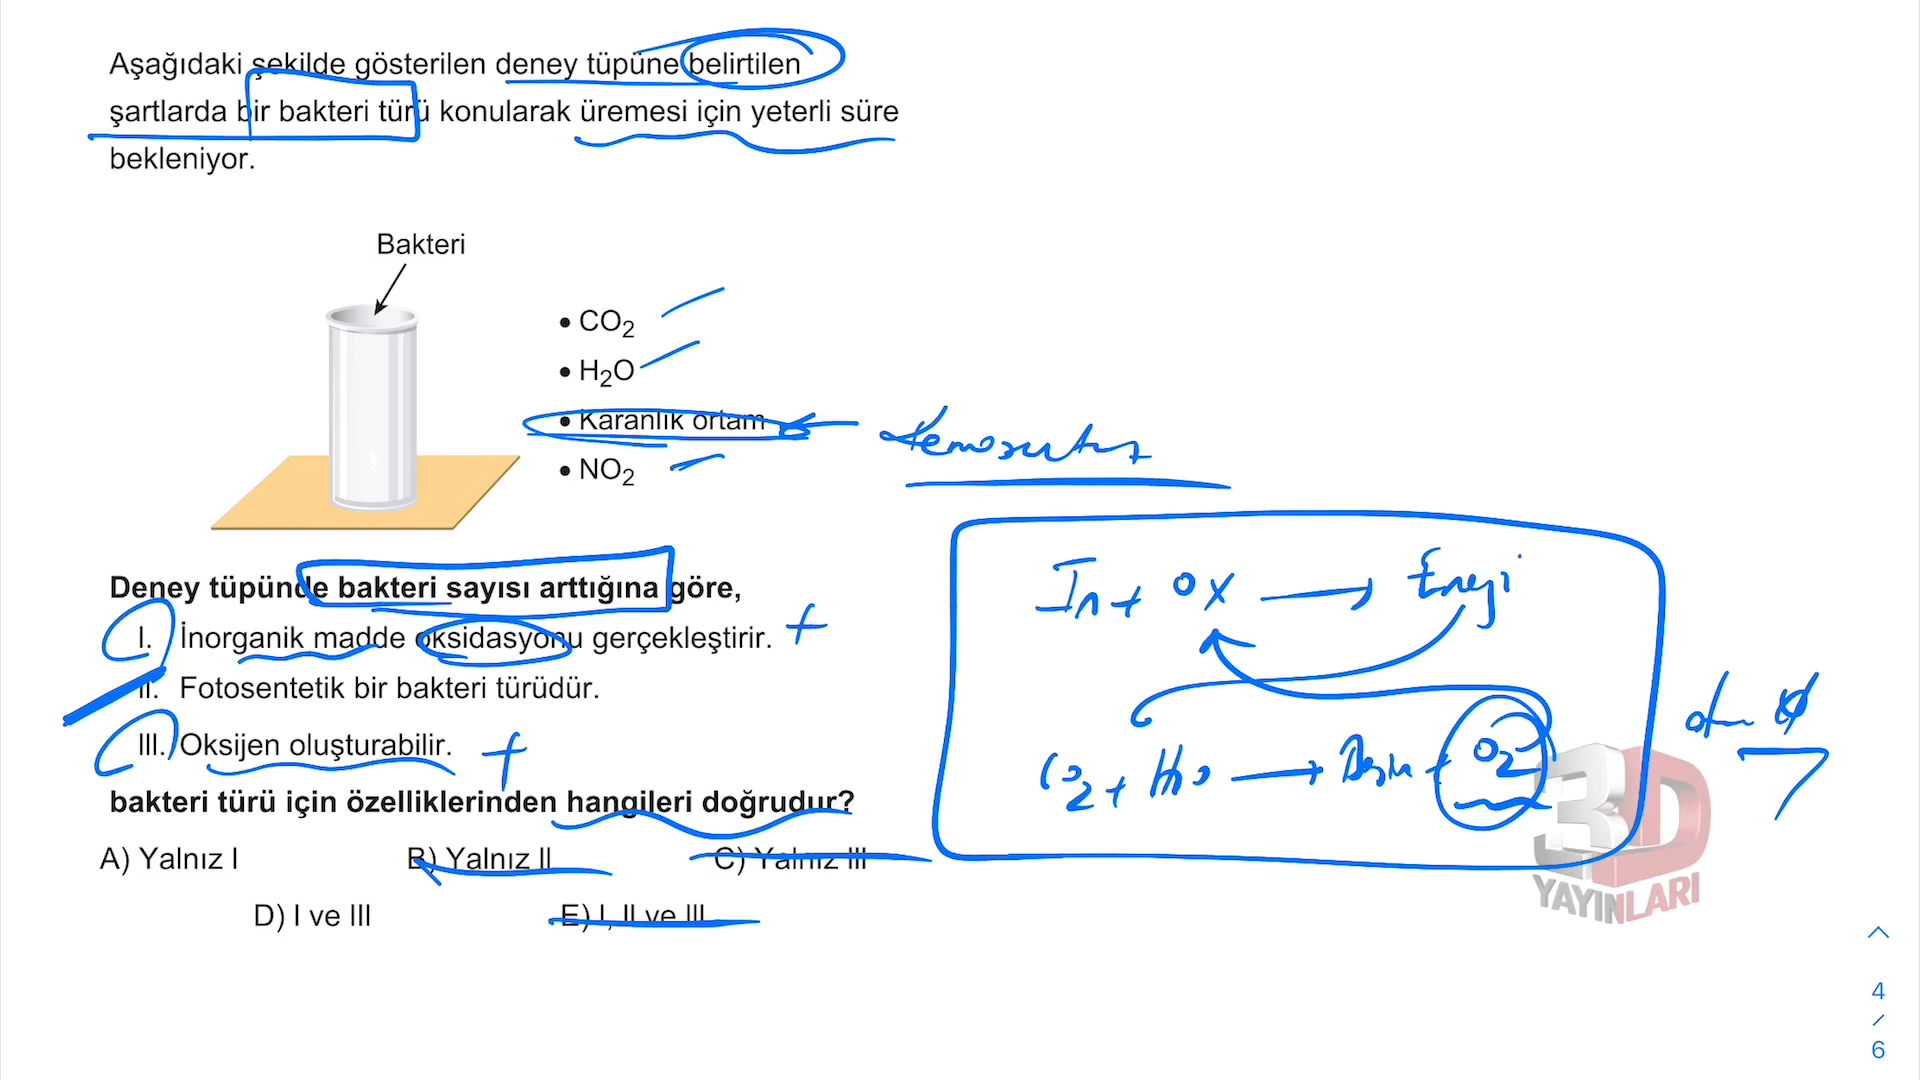 Aşağıdaki şekilde gösterilen deney tüpüne belirtilen
şartlarda bir bakteri türü konularak üremesi için yeterli süre
bekleniyor.
Bakteri
• CO₂
• H₂O
• Karanlık ortam
• NO₂
Deney tüpünde bakteri sayısı arttığına göre,
I. İnorganik madde oksidasyonu gerçekleştirir. +
II. Fotosentetik bir bakteri türüdür.
III. Oksijen oluşturabilir. +
bakteri türü için özelliklerinden hangileri doğrudur?
A) Yalnız I B) Yalnız II C) Yalnız III
D) I ve III E) I, II ve III
In + Ox → Enerji
CO₂ + H₂O → Besin + O₂
3D
YAYINLARI
4
/
6